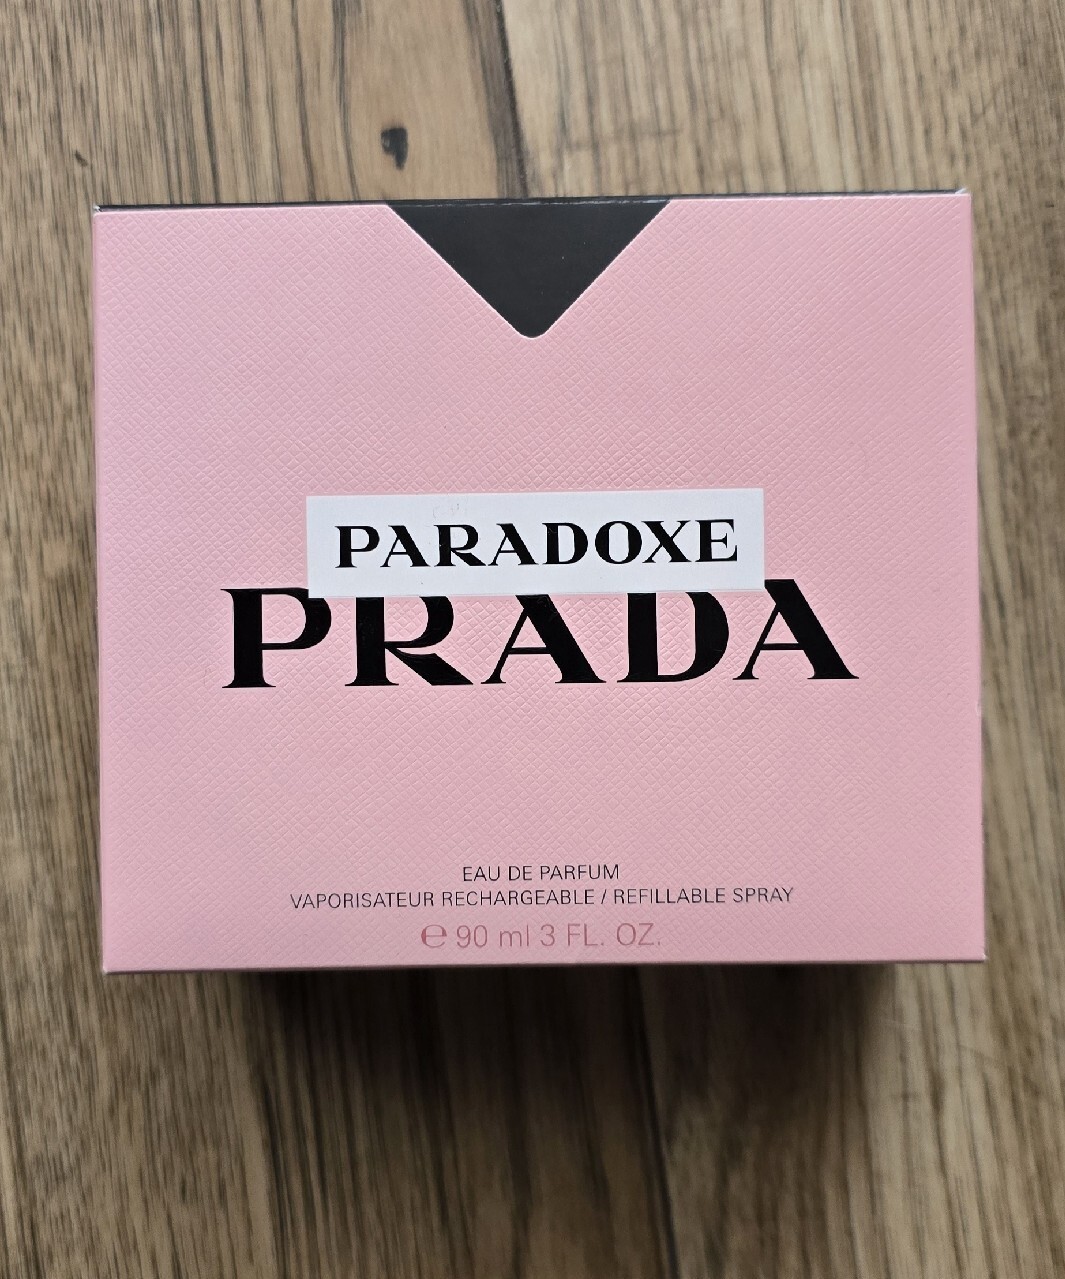 PARADOXE
PRADA
EAU DE PARFUM
VAPORISATEUR RECHARGEABLE / REFILLABLE SPRAY
℮ 90 ml 3 FL. OZ.